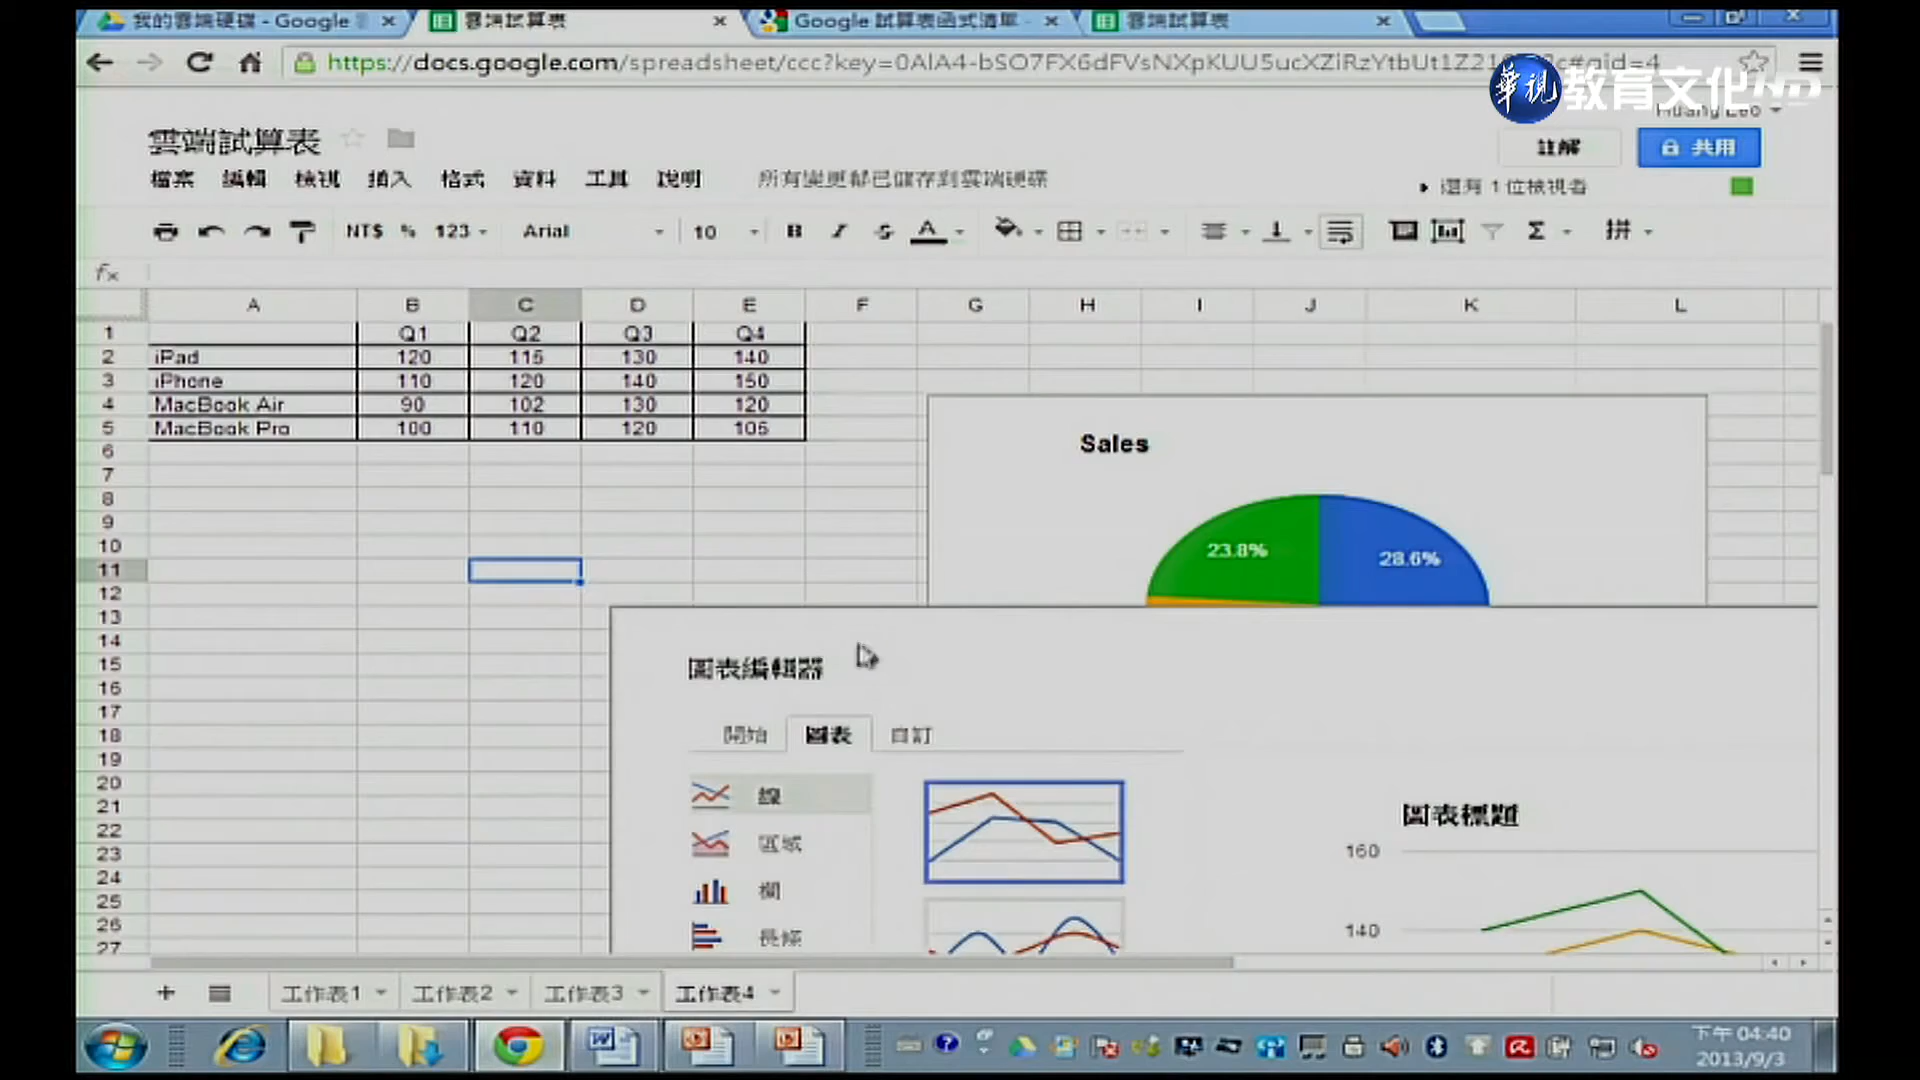 我的雲端硬碟 - Google
雲端試算表
Google 試算表函式清單 -
雲端試算表
https://docs.google.com/spreadsheet/ccc?key=0AlA4-bSO7FX6dFVsNXpKUU5ucXZiRzYtbUt1Z21
c#gid=4
華視 教育文化 HD
雲端試算表
Huang Leo
註解
共用
檔案 編輯 檢視 插入 格式 資料 工具 說明 所有變更都已儲存到雲端硬碟
還有 1 位檢視者
NT$ % 123 Arial 10 B I S A Σ 拼
fx
A B C D E F G H I J K L
1 Q1 Q2 Q3 Q4
2 iPad 120 115 130 140
3 iPhone 110 120 140 150
4 MacBook Air 90 102 130 120
5 MacBook Pro 100 110 120 105
6
7
8
9
10
11
12
13
14
15
16
17
18
19
20
21
22
23
24
25
26
27
Sales
23.8%
28.6%
圖表編輯器
開始 圖表 自訂
線
區域
欄
長條
圖表標題
160
140
工作表1 工作表2 工作表3 工作表4
下午 04:40
2013/9/3